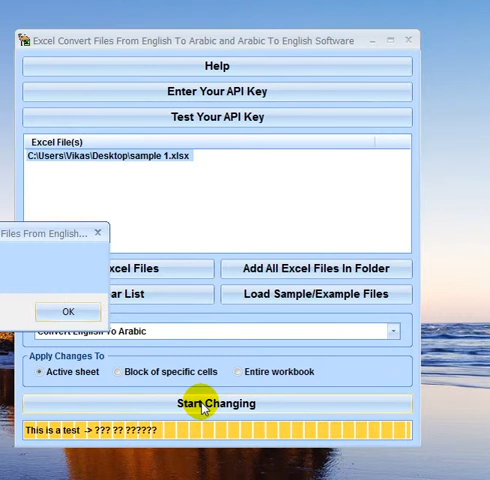 Excel Convert Files From English To Arabic and Arabic To English Software
Help
Enter Your API Key
Test Your API Key
Excel File(s)
C:\Users\Vikas\Desktop\sample 1.xlsx
Files From English...
OK
xcel Files
Add All Excel Files In Folder
ar List
Load Sample/Example Files
Convert English To Arabic
Apply Changes To
Active sheet
Block of specific cells
Entire workbook
Start Changing
This is a test -> ??? ?? ??????